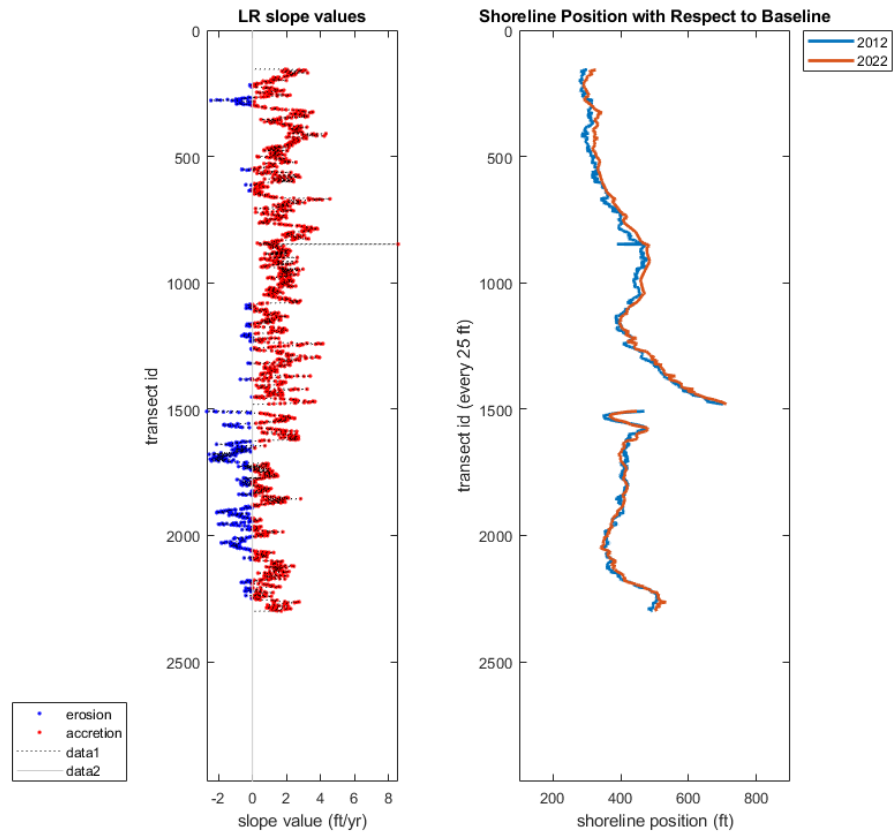 LR slope values
0
500
1000
1500
2000
2500
transect id
-2 0 2 4 6 8
slope value (ft/yr)
erosion
accretion
data1
data2
Shoreline Position with Respect to Baseline
0
500
1000
1500
2000
2500
transect id (every 25 ft)
200 400 600 800
shoreline position (ft)
2012
2022